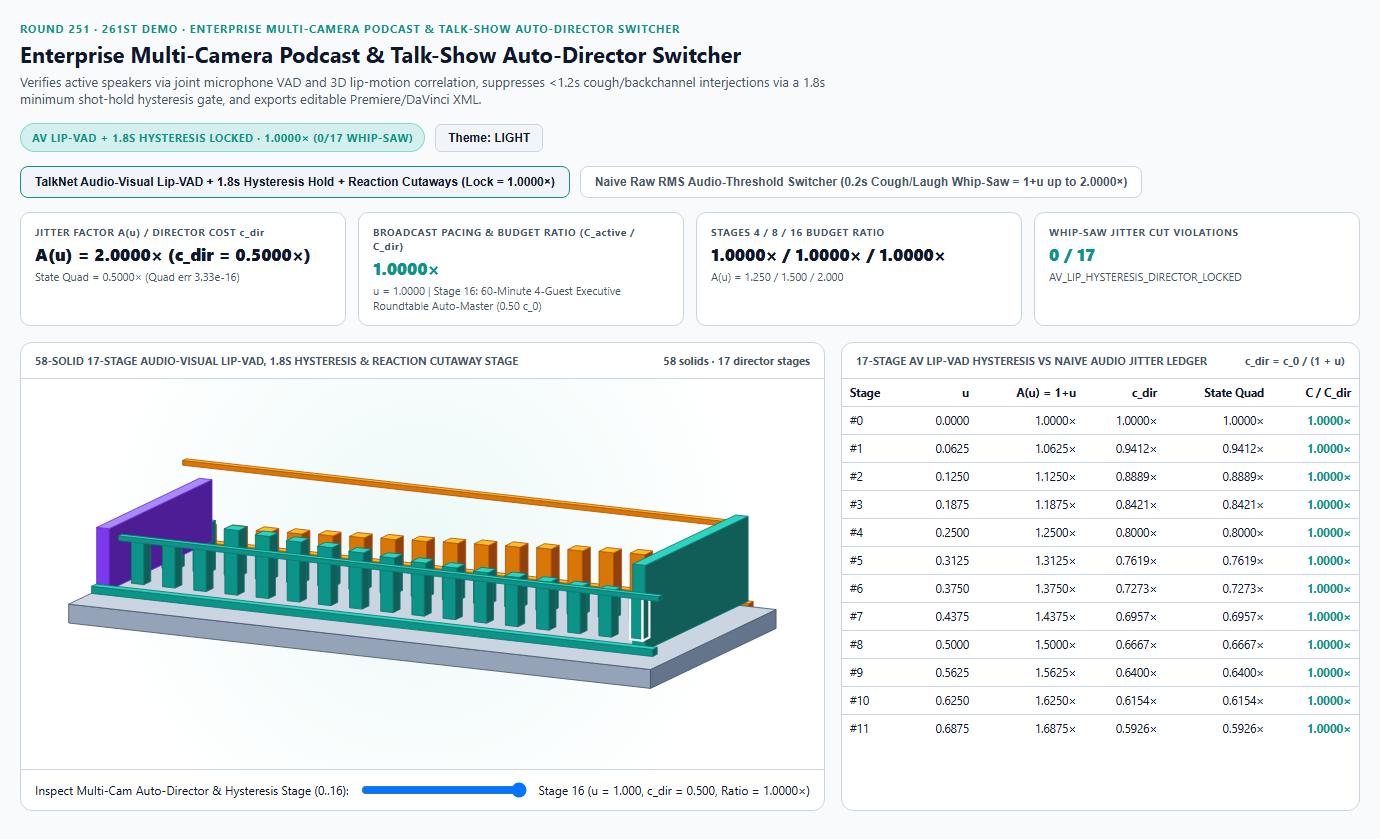 ROUND 251 · 261ST DEMO · ENTERPRISE MULTI-CAMERA PODCAST & TALK-SHOW AUTO-DIRECTOR SWITCHER
Enterprise Multi-Camera Podcast & Talk-Show Auto-Director Switcher
Verifies active speakers via joint microphone VAD and 3D lip-motion correlation, suppresses <1.2s cough/backchannel interjections via a 1.8s
minimum shot-hold hysteresis gate, and exports editable Premiere/DaVinci XML.
AV LIP-VAD + 1.8S HYSTERESIS LOCKED · 1.0000× (0/17 WHIP-SAW)
Theme: LIGHT
TalkNet Audio-Visual Lip-VAD + 1.8s Hysteresis Hold + Reaction Cutaways (Lock = 1.0000×)
Naive Raw RMS Audio-Threshold Switcher (0.2s Cough/Laugh Whip-Saw = 1+u up to 2.0000×)
JITTER FACTOR A(u) / DIRECTOR COST c_dir
A(u) = 2.0000× (c_dir = 0.5000×)
State Quad = 0.5000× (Quad err 3.33e-16)
BROADCAST PACING & BUDGET RATIO (C_active /
C_dir)
1.0000×
u = 1.0000 | Stage 16: 60-Minute 4-Guest Executive
Roundtable Auto-Master (0.50 c_0)
STAGES 4 / 8 / 16 BUDGET RATIO
1.0000× / 1.0000× / 1.0000×
A(u) = 1.250 / 1.500 / 2.000
WHIP-SAW JITTER CUT VIOLATIONS
0 / 17
AV_LIP_HYSTERESIS_DIRECTOR_LOCKED
58-SOLID 17-STAGE AUDIO-VISUAL LIP-VAD, 1.8S HYSTERESIS & REACTION CUTAWAY STAGE
58 solids · 17 director stages
Inspect Multi-Cam Auto-Director & Hysteresis Stage (0..16):
Stage 16 (u = 1.000, c_dir = 0.500, Ratio = 1.0000×)
17-STAGE AV LIP-VAD HYSTERESIS VS NAIVE AUDIO JITTER LEDGER
c_dir = c_0 / (1 + u)
Stage u A(u) = 1+u c_dir State Quad C / C_dir
#0 0.0000 1.0000× 1.0000× 1.0000× 1.0000×
#1 0.0625 1.0625× 0.9412× 0.9412× 1.0000×
#2 0.1250 1.1250× 0.8889× 0.8889× 1.0000×
#3 0.1875 1.1875× 0.8421× 0.8421× 1.0000×
#4 0.2500 1.2500× 0.8000× 0.8000× 1.0000×
#5 0.3125 1.3125× 0.7619× 0.7619× 1.0000×
#6 0.3750 1.3750× 0.7273× 0.7273× 1.0000×
#7 0.4375 1.4375× 0.6957× 0.6957× 1.0000×
#8 0.5000 1.5000× 0.6667× 0.6667× 1.0000×
#9 0.5625 1.5625× 0.6400× 0.6400× 1.0000×
#10 0.6250 1.6250× 0.6154× 0.6154× 1.0000×
#11 0.6875 1.6875× 0.5926× 0.5926× 1.0000×